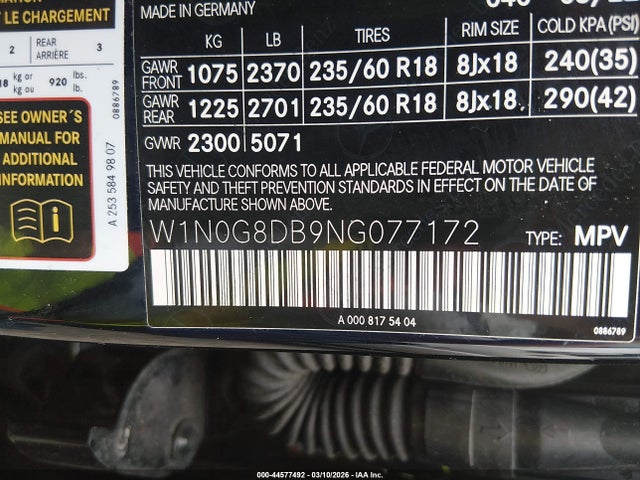 LE CHARGEMENT
2 REAR ARRIÈRE 3
kg or kg ou 920 lbs. lb.
SEE OWNER´S
MANUAL FOR
ADDITIONAL
INFORMATION
0886789
A 253 584 98 07
MADE IN GERMANY
KG LB TIRES RIM SIZE COLD KPA (PSI)
GAWR FRONT 1075 2370 235/60 R18 8Jx18 240(35)
GAWR REAR 1225 2701 235/60 R18 8Jx18 290(42)
GVWR 2300 5071
THIS VEHICLE CONFORMS TO ALL APPLICABLE FEDERAL MOTOR VEHICLE
SAFETY AND THEFT PREVENTION STANDARDS IN EFFECT ON THE DATE OF
MANUFACTURE SHOWN ABOVE.
W1N0G8DB9NG077172 TYPE: MPV
A 000 817 54 04
0886789
000-44577492 - 03/10/2026 - IAA Inc.